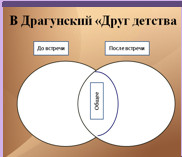 В Драгунский «Друг детства
До встречи
После встречи
Общее